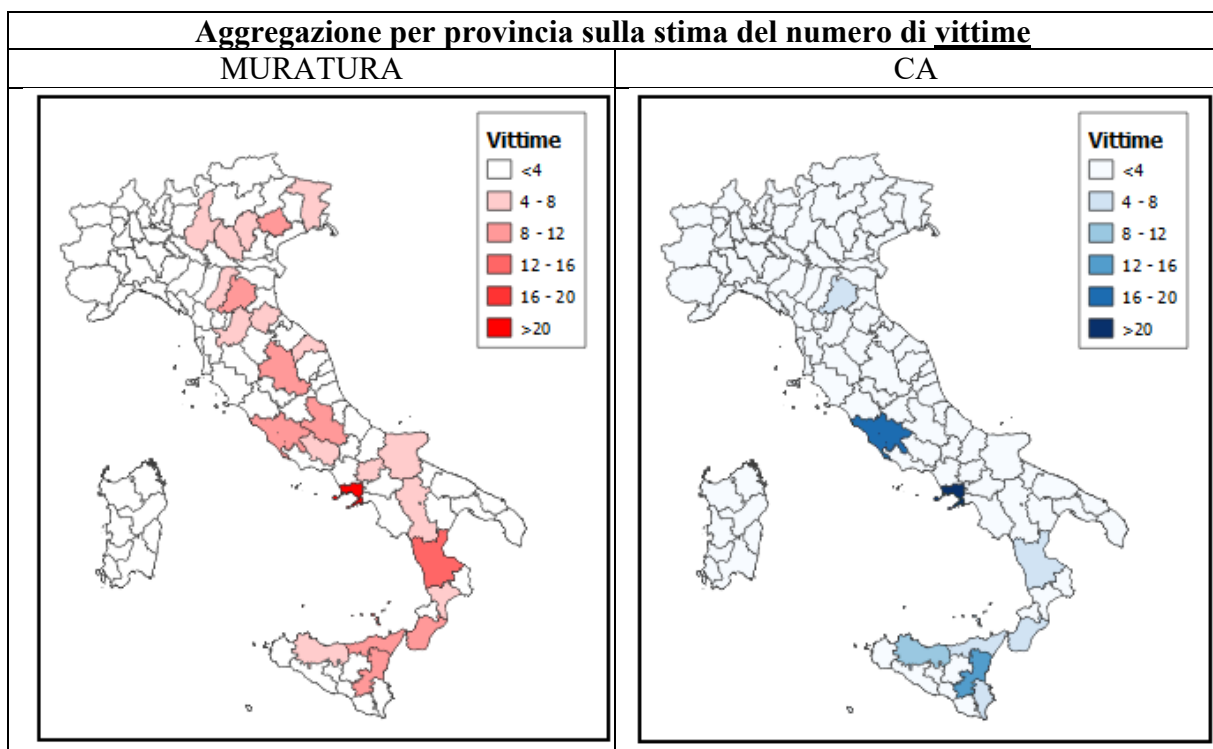 Aggregazione per provincia sulla stima del numero di vittime
MURATURA
CA
Vittime
<4
4 - 8
8 - 12
12 - 16
16 - 20
>20
Vittime
<4
4 - 8
8 - 12
12 - 16
16 - 20
>20